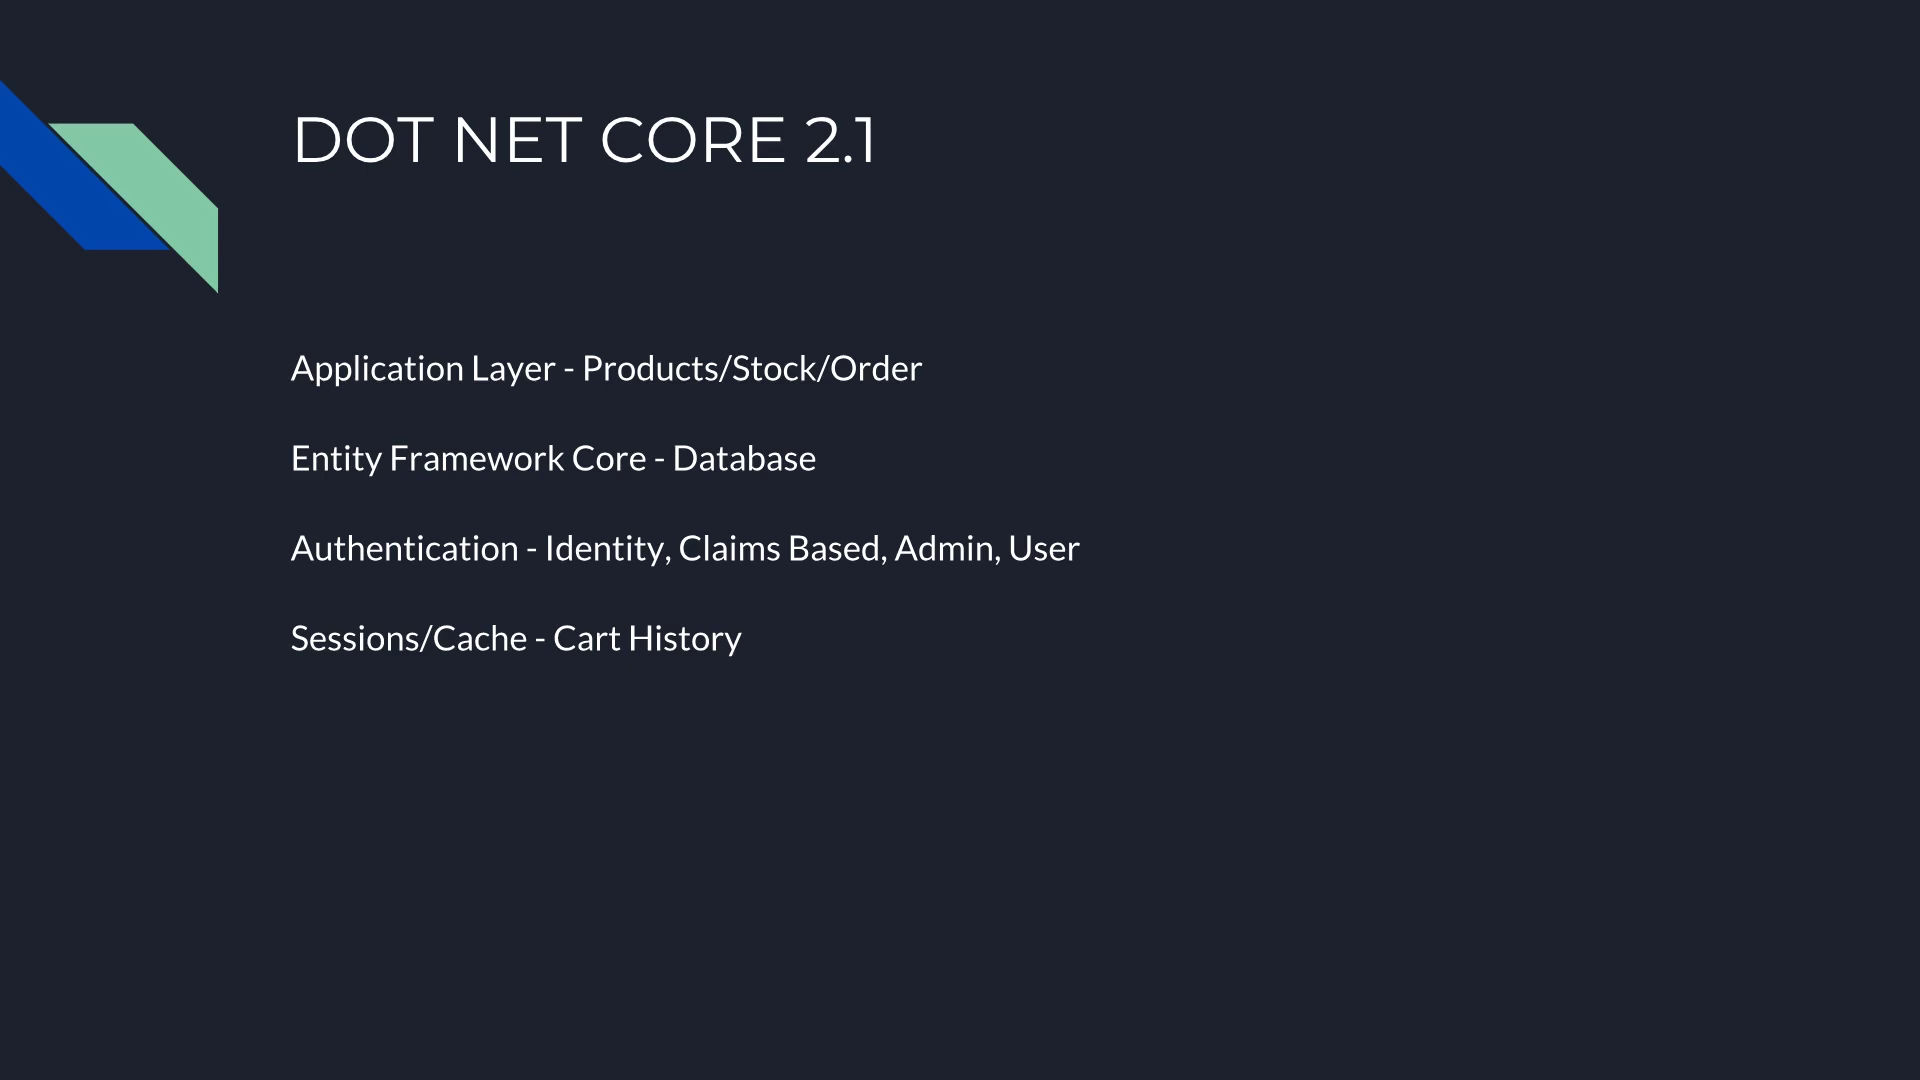 DOT NET CORE 2.1
Application Layer - Products/Stock/Order
Entity Framework Core - Database
Authentication - Identity, Claims Based, Admin, User
Sessions/Cache - Cart History